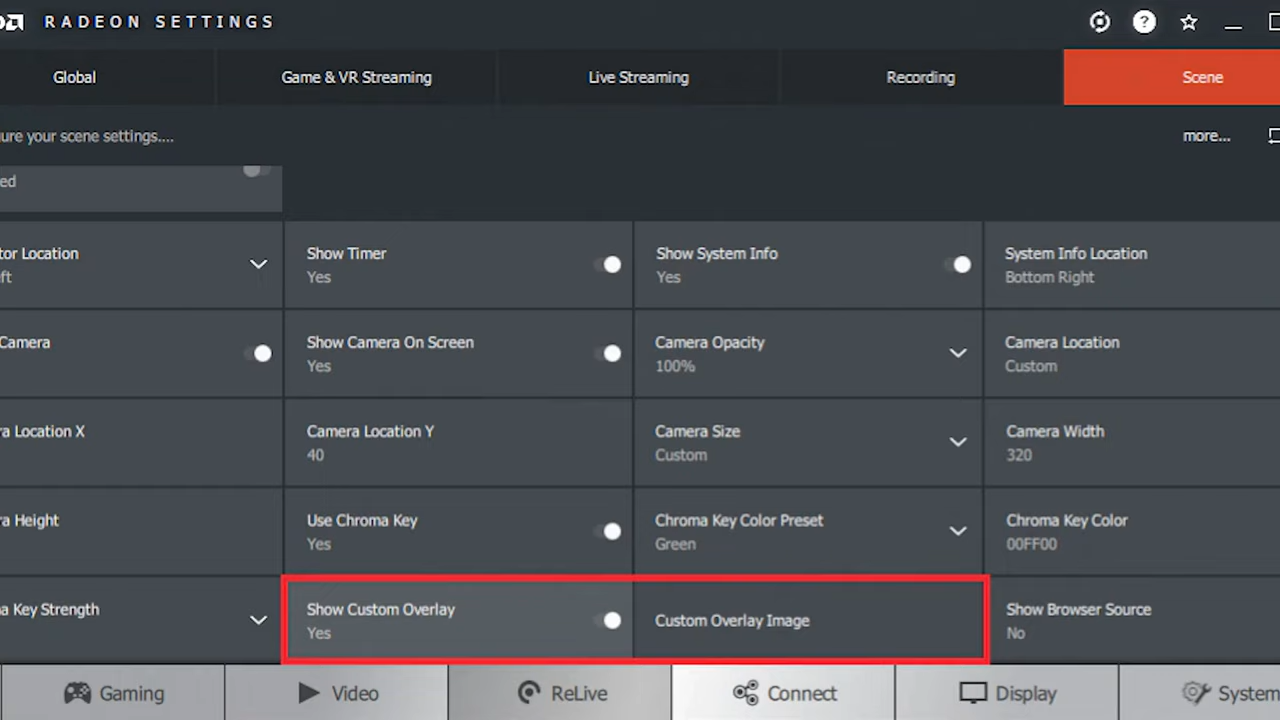 RADEON SETTINGS
Global
Game & VR Streaming
Live Streaming
Recording
Scene
ure your scene settings....
more...
ed
tor Location
ft
Show Timer
Yes
Show System Info
Yes
System Info Location
Bottom Right
Camera
Show Camera On Screen
Yes
Camera Opacity
100%
Camera Location
Custom
ra Location X
Camera Location Y
40
Camera Size
Custom
Camera Width
320
ra Height
Use Chroma Key
Yes
Chroma Key Color Preset
Green
Chroma Key Color
00FF00
a Key Strength
Show Custom Overlay
Yes
Custom Overlay Image
Show Browser Source
No
Gaming
Video
ReLive
Connect
Display
System